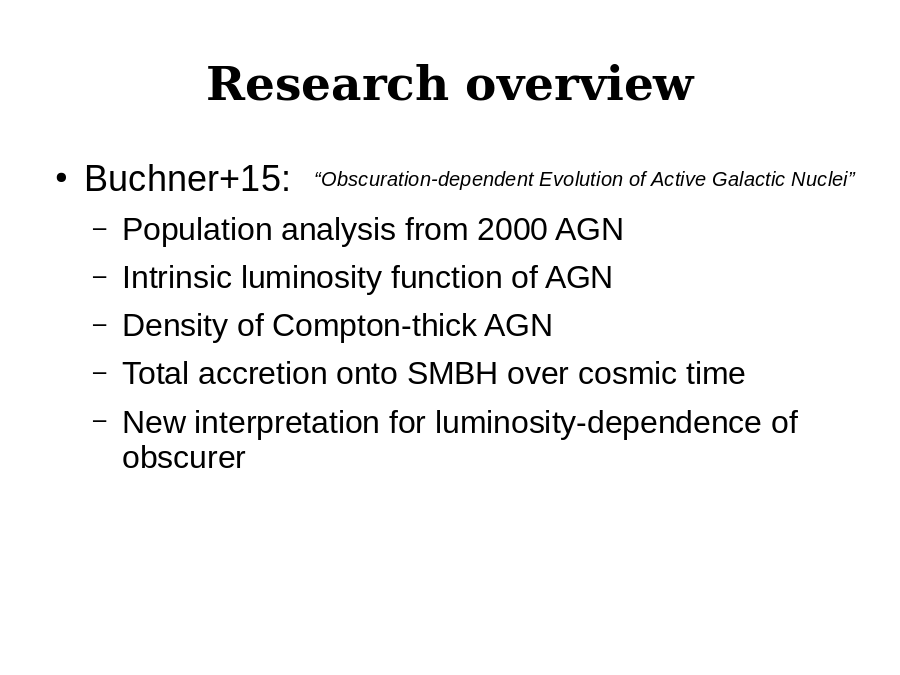 Research overview
• Buchner+15: “Obscuration-dependent Evolution of Active Galactic Nuclei”
– Population analysis from 2000 AGN
– Intrinsic luminosity function of AGN
– Density of Compton-thick AGN
– Total accretion onto SMBH over cosmic time
– New interpretation for luminosity-dependence of
obscurer